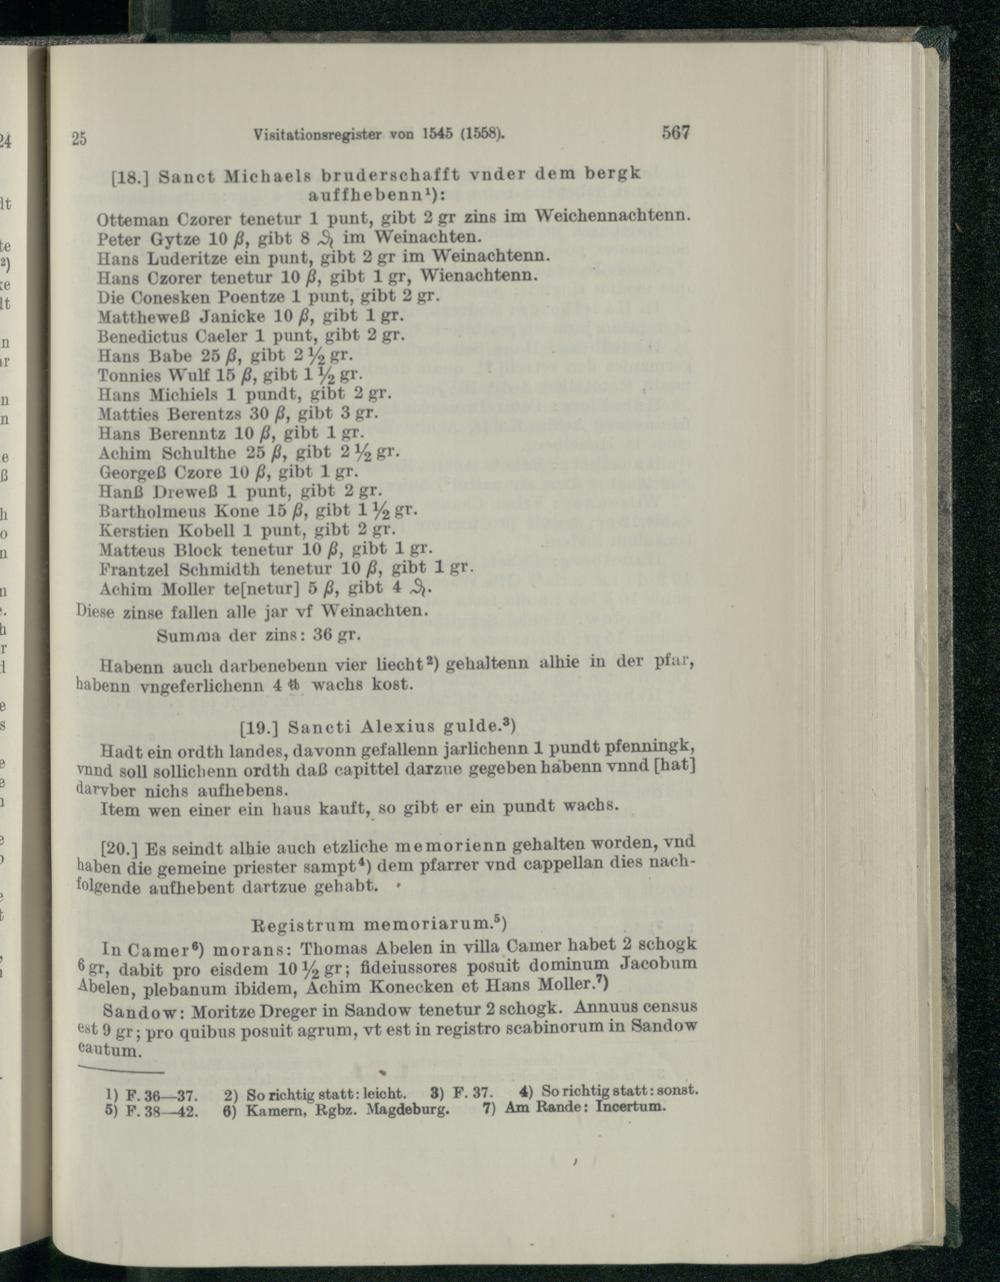 25 Visitationsregister von 1545 (1558). 567
[18.] Sanct Michaels bruderschafft vnder dem bergk
auffhebenn¹):
Otteman Czorer tenetur 1 punt, gibt 2 gr zins im Weichennachtenn.
Peter Gytze 10 β, gibt 8 ₰ im Weinachten.
Hans Luderitze ein punt, gibt 2 gr im Weinachtenn.
Hans Czorer tenetur 10 β, gibt 1 gr, Wienachtenn.
Die Conesken Poentze 1 punt, gibt 2 gr.
Mattheweß Janicke 10 β, gibt 1 gr.
Benedictus Caeler 1 punt, gibt 2 gr.
Hans Babe 25 β, gibt 2 ½ gr.
Tonnies Wulf 15 β, gibt 1 ½ gr.
Hans Michiels 1 pundt, gibt 2 gr.
Matties Berentzs 30 β, gibt 3 gr.
Hans Berenntz 10 β, gibt 1 gr.
Achim Schulthe 25 β, gibt 2 ½ gr.
Georgeß Czore 10 β, gibt 1 gr.
Hanß Dreweß 1 punt, gibt 2 gr.
Bartholmeus Kone 15 β, gibt 1 ½ gr.
Kerstien Kobell 1 punt, gibt 2 gr.
Matteus Block tenetur 10 β, gibt 1 gr.
Frantzel Schmidth tenetur 10 β, gibt 1 gr.
Achim Moller te[netur] 5 β, gibt 4 ₰.
Diese zinse fallen alle jar vf Weinachten.
Summa der zins: 36 gr.
Habenn auch darbenebenn vier liecht²) gehaltenn alhie in der pfar,
habenn vngeferlichenn 4 ℔ wachs kost.
[19.] Sancti Alexius gulde.³)
Hadt ein ordth landes, davonn gefallenn jarlichenn 1 pundt pfenningk,
vnnd soll sollichenn ordth daß capittel darzue gegeben habenn vnnd [hat]
darvber nichs aufhebens.
Item wen einer ein haus kauft, so gibt er ein pundt wachs.
[20.] Es seindt alhie auch etzliche memorienn gehalten worden, vnd
haben die gemeine priester sampt⁴) dem pfarrer vnd cappellan dies nach-
folgende aufhebent dartzue gehabt.
Registrum memoriarum.⁵)
In Camer⁶) morans: Thomas Abelen in villa Camer habet 2 schogk
6 gr, dabit pro eisdem 10 ½ gr; fideiussores posuit dominum Jacobum
Abelen, plebanum ibidem, Achim Konecken et Hans Moller.⁷)
Sandow: Moritze Dreger in Sandow tenetur 2 schogk. Annuus census
est 9 gr; pro quibus posuit agrum, vt est in registro scabinorum in Sandow
cautum.
1) F. 36—37. 2) So richtig statt: leicht. 3) F. 37. 4) So richtig statt: sonst.
5) F. 38—42. 6) Kamern, Rgbz. Magdeburg. 7) Am Rande: Incertum.